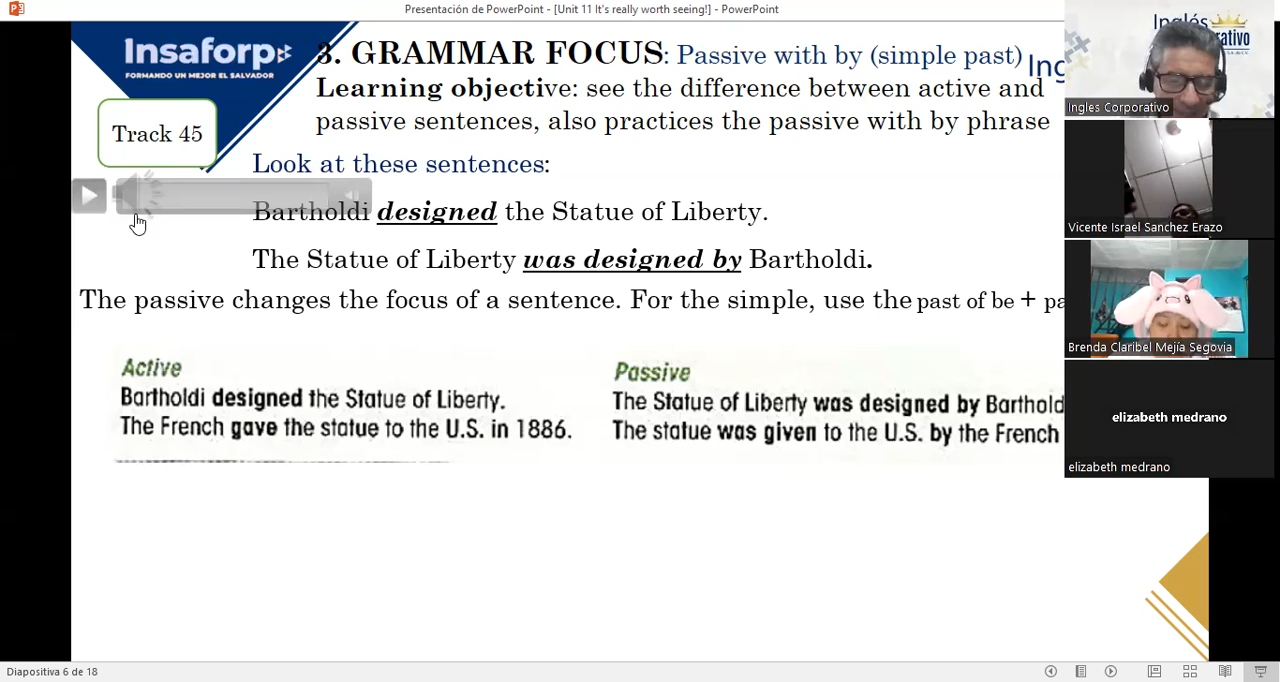 Presentación de PowerPoint - [Unit 11 It's really worth seeing!] - PowerPoint
Insaforp
FORMANDO UN MEJOR EL SALVADOR
3. GRAMMAR FOCUS: Passive with by (simple past)
Learning objective: see the difference between active and
passive sentences, also practices the passive with by phrase
Track 45
Look at these sentences:
Bartholdi designed the Statue of Liberty.
The Statue of Liberty was designed by Bartholdi.
The passive changes the focus of a sentence. For the simple, use the past of be + pa
Active
Bartholdi designed the Statue of Liberty.
The French gave the statue to the U.S. in 1886.
Passive
The Statue of Liberty was designed by Barthold
The statue was given to the U.S. by the French
Ing
Inglés
rativo
Ingles Corporativo
Vicente Israel Sanchez Erazo
Brenda Claribel Mejía Segovia
elizabeth medrano
elizabeth medrano
Diapositiva 6 de 18